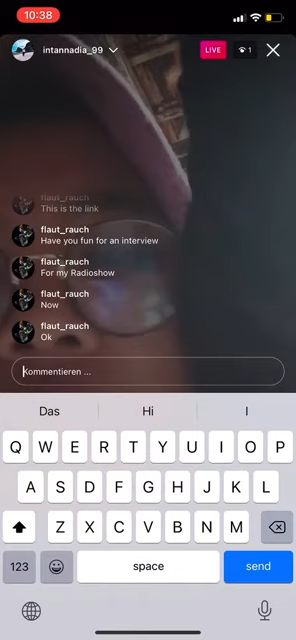 10:38
intannadia_99
LIVE
1
flaut_rauch
This is the link
flaut_rauch
Have you fun for an interview
flaut_rauch
For my Radioshow
flaut_rauch
Now
flaut_rauch
Ok
Kommentieren ...
Das Hi I
Q W E R T Y U I O P
A S D F G H J K L
Z X C V B N M
123 space send